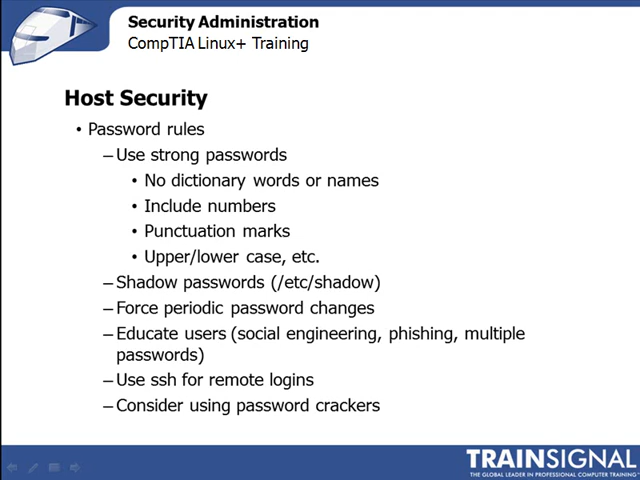 Security Administration
CompTIA Linux+ Training
Host Security
• Password rules
– Use strong passwords
• No dictionary words or names
• Include numbers
• Punctuation marks
• Upper/lower case, etc.
– Shadow passwords (/etc/shadow)
– Force periodic password changes
– Educate users (social engineering, phishing, multiple
passwords)
– Use ssh for remote logins
– Consider using password crackers
TRAINSIGNAL
THE GLOBAL LEADER IN PROFESSIONAL COMPUTER TRAINING